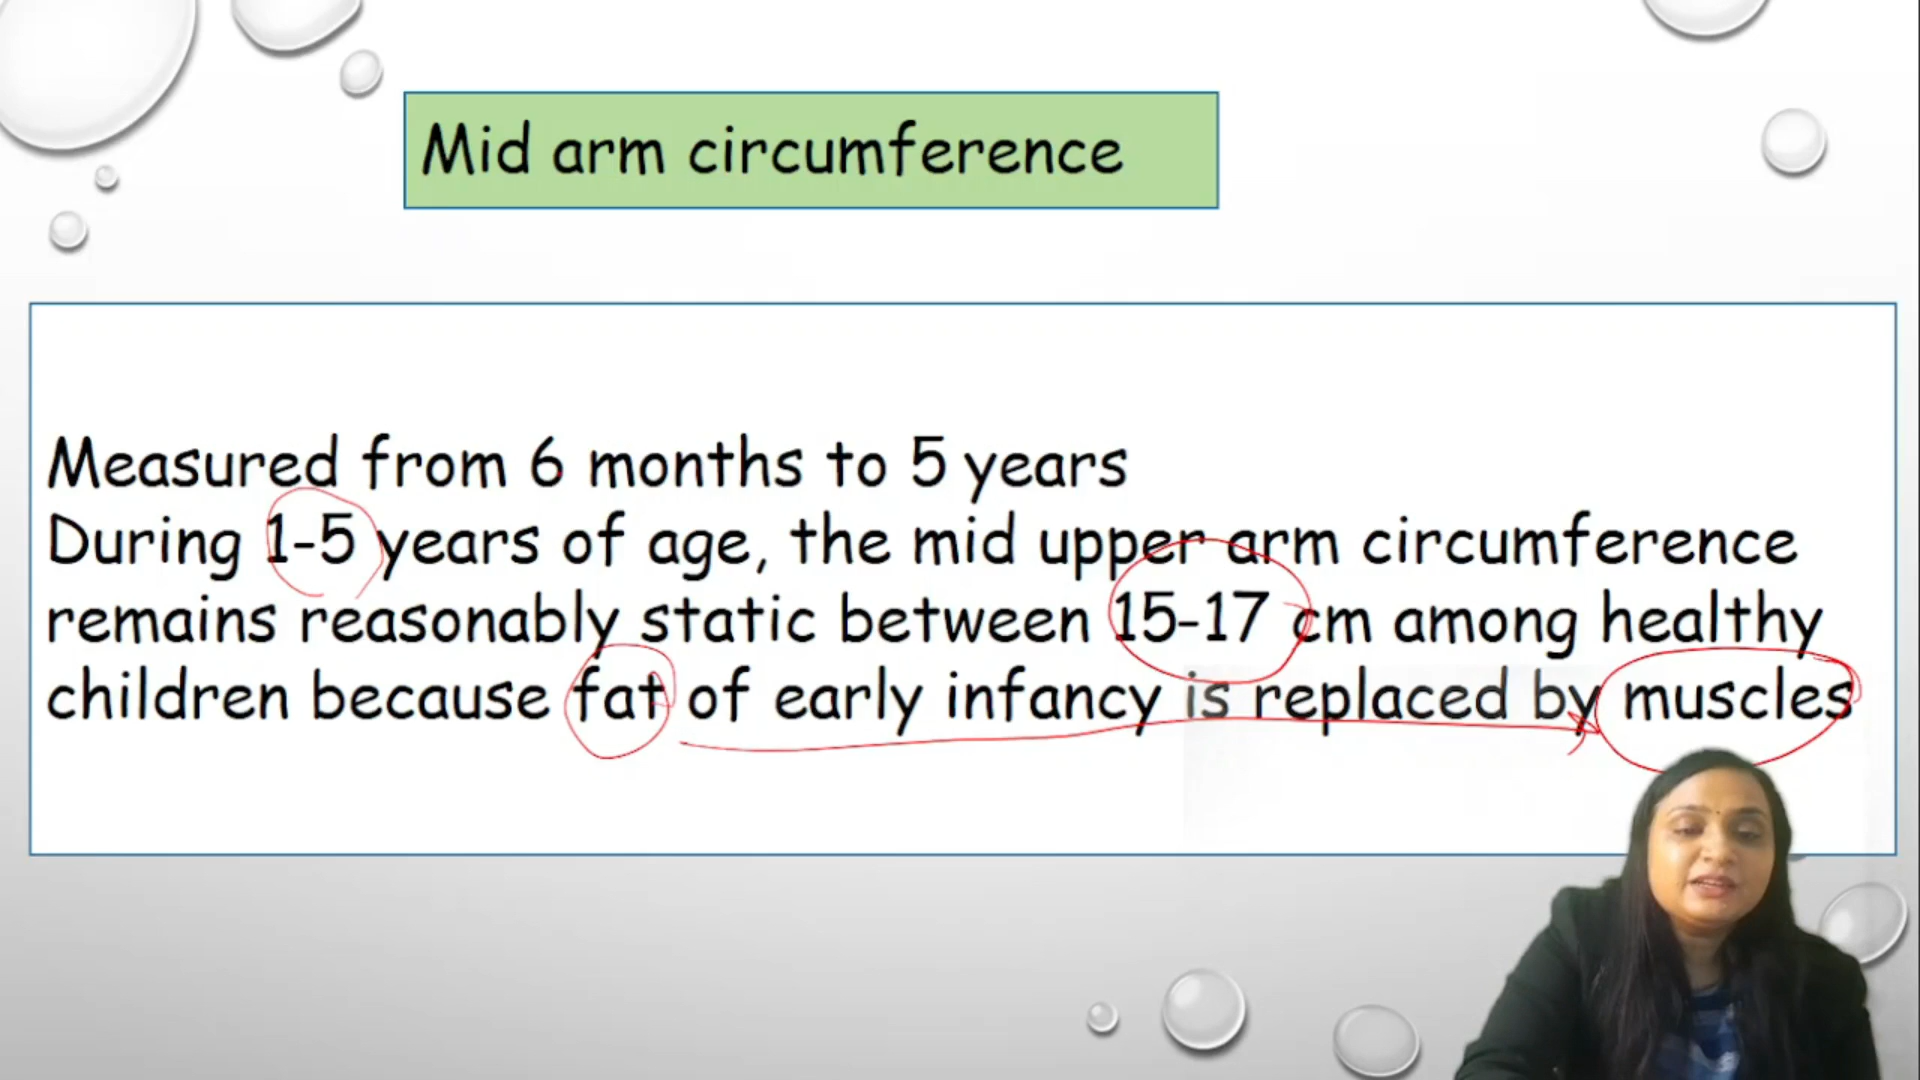 Mid arm circumference
Measured from 6 months to 5 years
During 1-5 years of age, the mid upper arm circumference
remains reasonably static between 15-17 cm among healthy
children because fat of early infancy is replaced by muscles